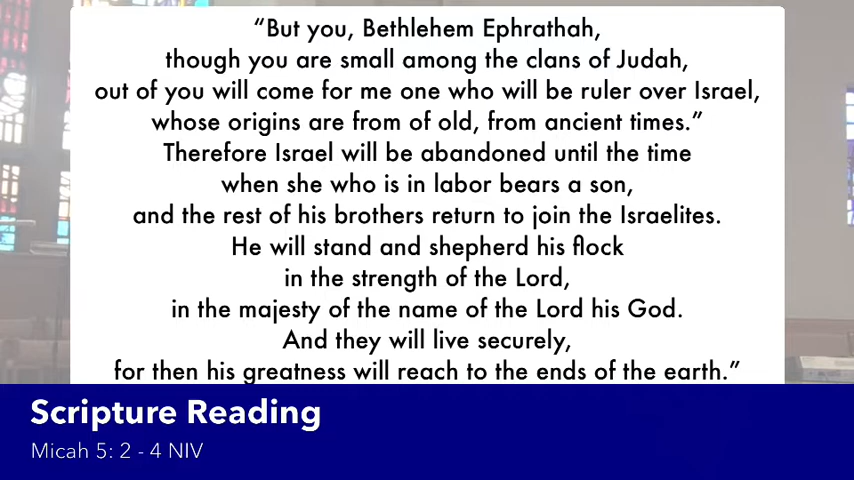 “But you, Bethlehem Ephrathah,
though you are small among the clans of Judah,
out of you will come for me one who will be ruler over Israel,
whose origins are from of old, from ancient times.”
Therefore Israel will be abandoned until the time
when she who is in labor bears a son,
and the rest of his brothers return to join the Israelites.
He will stand and shepherd his flock
in the strength of the Lord,
in the majesty of the name of the Lord his God.
And they will live securely,
for then his greatness will reach to the ends of the earth.”
Scripture Reading
Micah 5: 2 - 4 NIV